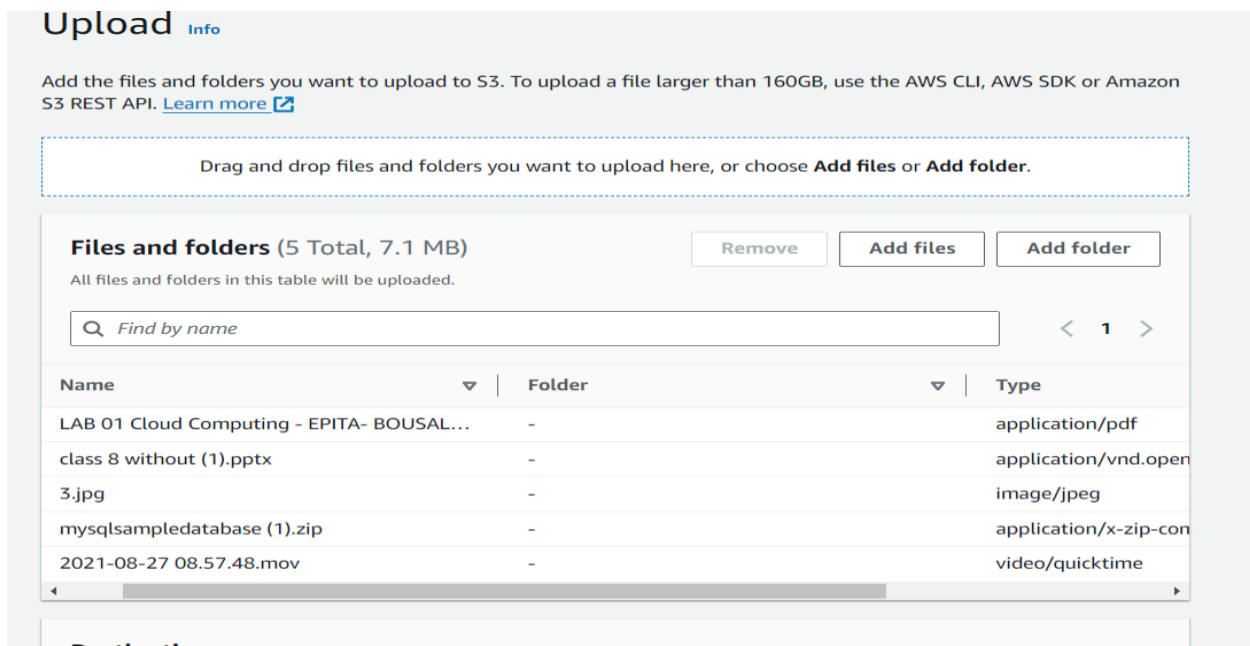 Upload Info
Add the files and folders you want to upload to S3. To upload a file larger than 160GB, use the AWS CLI, AWS SDK or Amazon
S3 REST API. Learn more
Drag and drop files and folders you want to upload here, or choose Add files or Add folder.
Files and folders (5 Total, 7.1 MB)
Remove
Add files
Add folder
All files and folders in this table will be uploaded.
Find by name
1
Name Folder Type
LAB 01 Cloud Computing - EPITA- BOUSAL... - application/pdf
class 8 without (1).pptx - application/vnd.open
3.jpg - image/jpeg
mysqlsampledatabase (1).zip - application/x-zip-con
2021-08-27 08.57.48.mov - video/quicktime